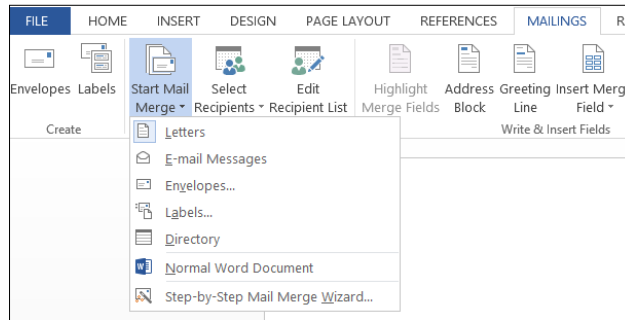 FILE HOME INSERT DESIGN PAGE LAYOUT REFERENCES MAILINGS R
Envelopes Labels Start Mail Select Edit Highlight Address Greeting Insert Merg
Merge Recipients Recipient List Merge Fields Block Line Field
Create Write & Insert Fields
Letters
E-mail Messages
Envelopes...
Labels...
Directory
Normal Word Document
Step-by-Step Mail Merge Wizard...